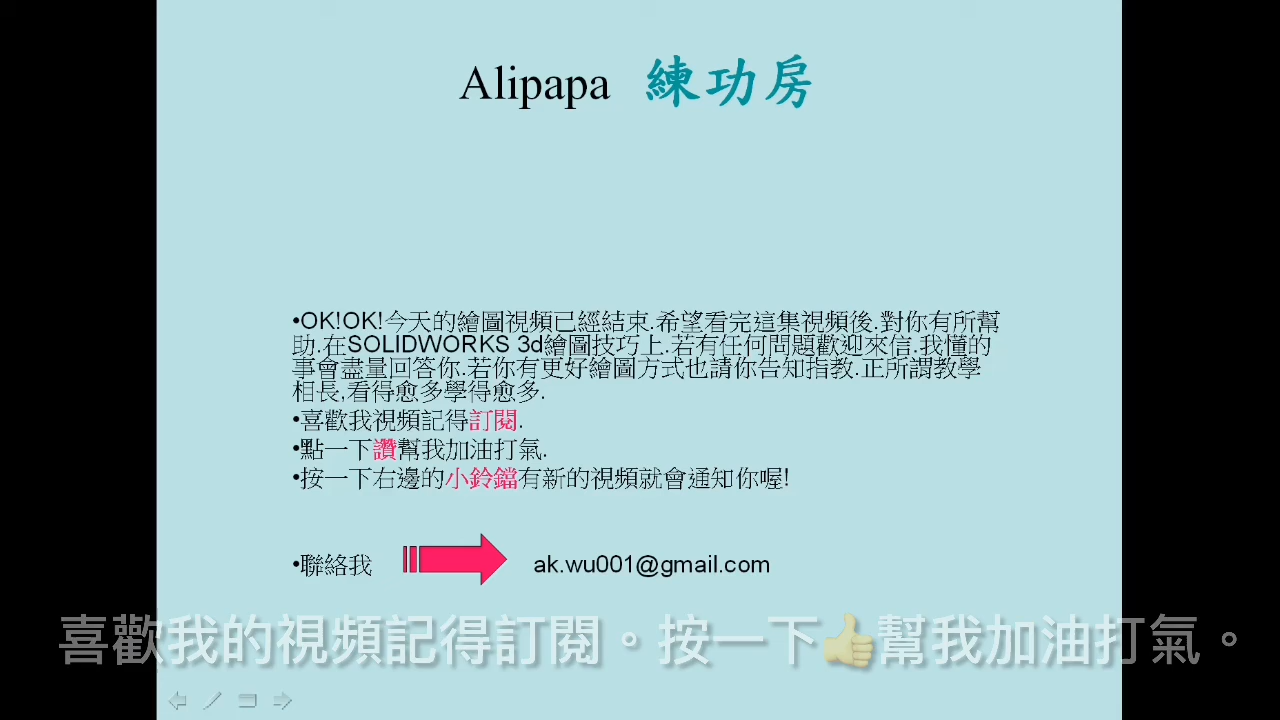 Alipapa 練功房
•OK!OK!今天的繪圖視頻已經結束.希望看完這集視頻後.對你有所幫
助.在SOLIDWORKS 3d繪圖技巧上.若有任何問題歡迎來信.我懂的
事會盡量回答你.若你有更好繪圖方式也請你告知指教.正所謂教學
相長,看得愈多學得愈多.
•喜歡我視頻記得訂閱.
•點一下讚幫我加油打氣.
•按一下右邊的小鈴鐺有新的視頻就會通知你喔!
•聯絡我 ak.wu001@gmail.com
喜歡我的視頻記得訂閱。按一下👍幫我加油打氣。